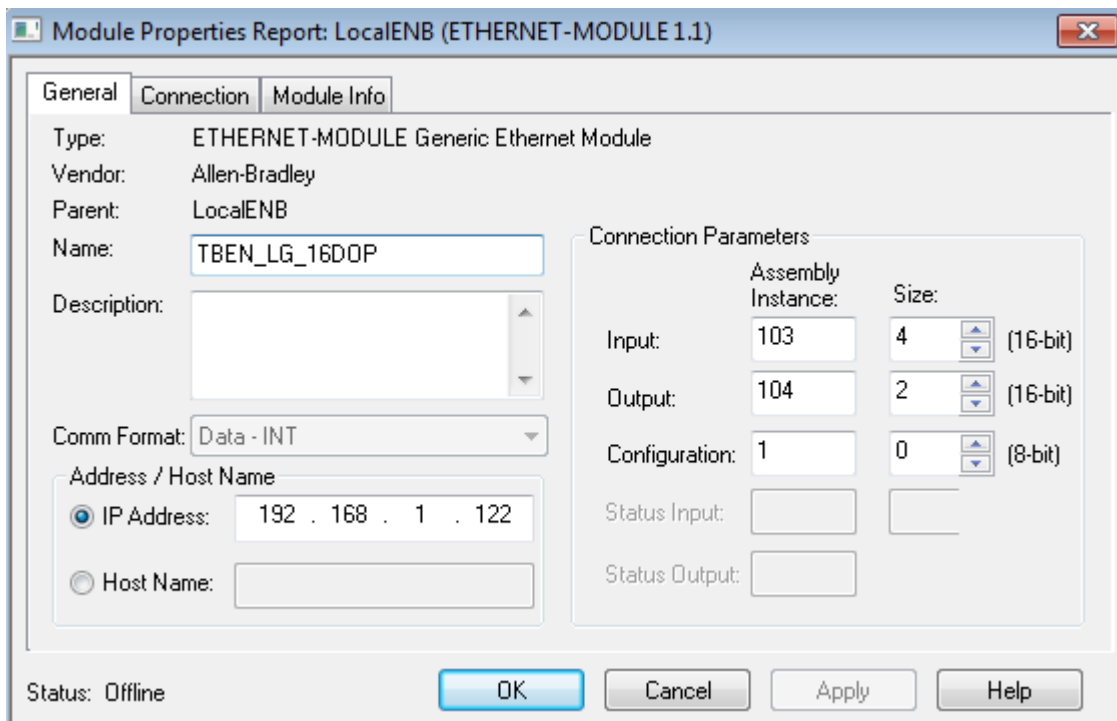 Module Properties Report: LocalENB (ETHERNET-MODULE 1.1)
General Connection Module Info
Type: ETHERNET-MODULE Generic Ethernet Module
Vendor: Allen-Bradley
Parent: LocalENB
Name: TBEN_LG_16DOP
Description:
Comm Format: Data - INT
Address / Host Name
IP Address: 192 . 168 . 1 . 122
Host Name:
Connection Parameters
Assembly
Instance: Size:
Input: 103 4 (16-bit)
Output: 104 2 (16-bit)
Configuration: 1 0 (8-bit)
Status Input:
Status Output:
Status: Offline
OK Cancel Apply Help